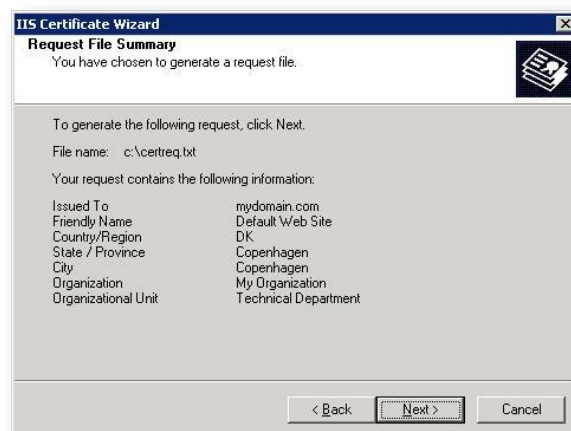 IIS Certificate Wizard
Request File Summary
You have chosen to generate a request file.
To generate the following request, click Next.
File name: c:\certreq.txt
Your request contains the following information:
Issued To mydomain.com
Friendly Name Default Web Site
Country/Region DK
State / Province Copenhagen
City Copenhagen
Organization My Organization
Organizational Unit Technical Department
< Back Next > Cancel